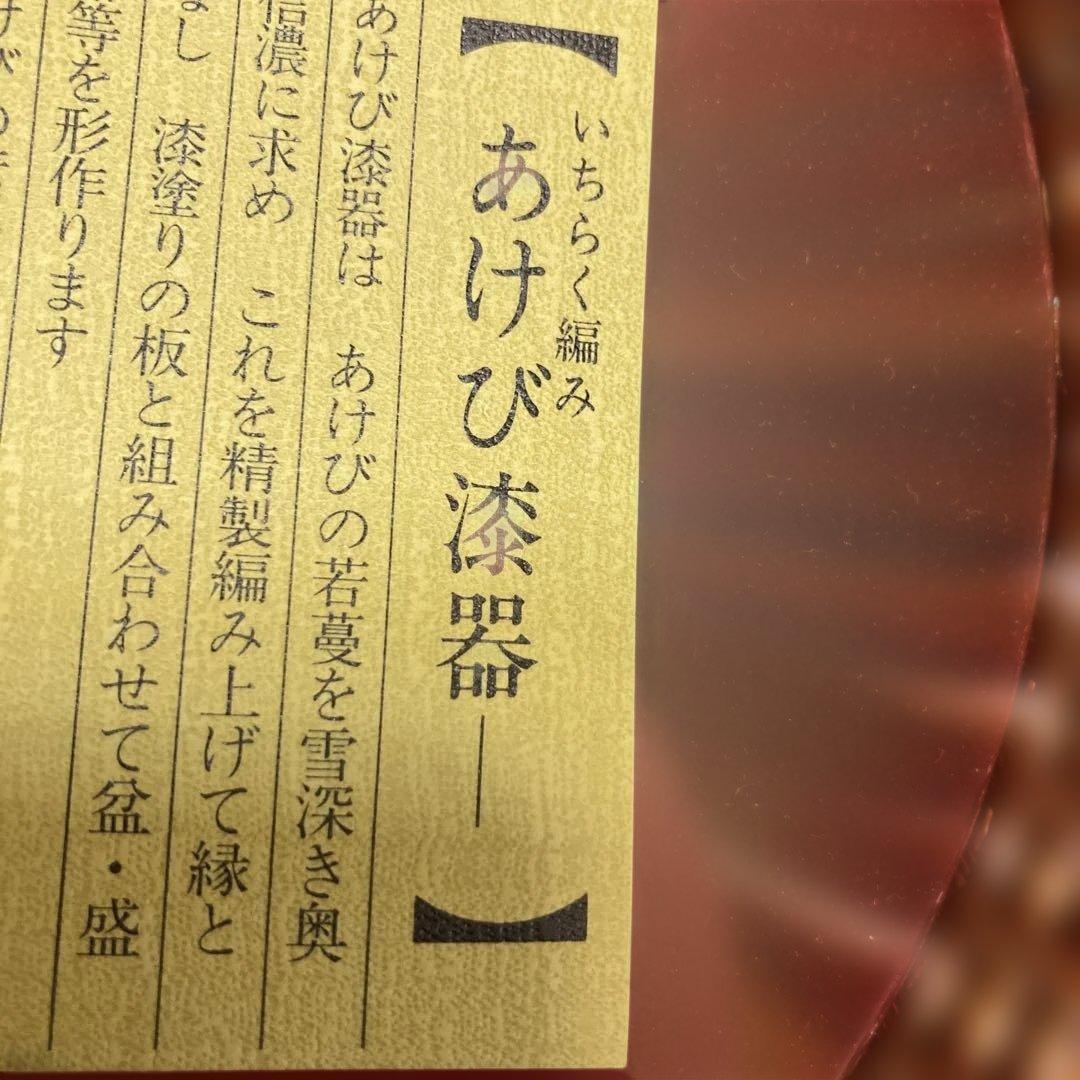 いちらく編み
【あけび漆器―】
あけび漆器は あけびの若蔓を雪深き奥
信濃に求め これを精製編み上げて縁と
なし 漆塗りの板と組み合わせて盆・盛
等を形作ります